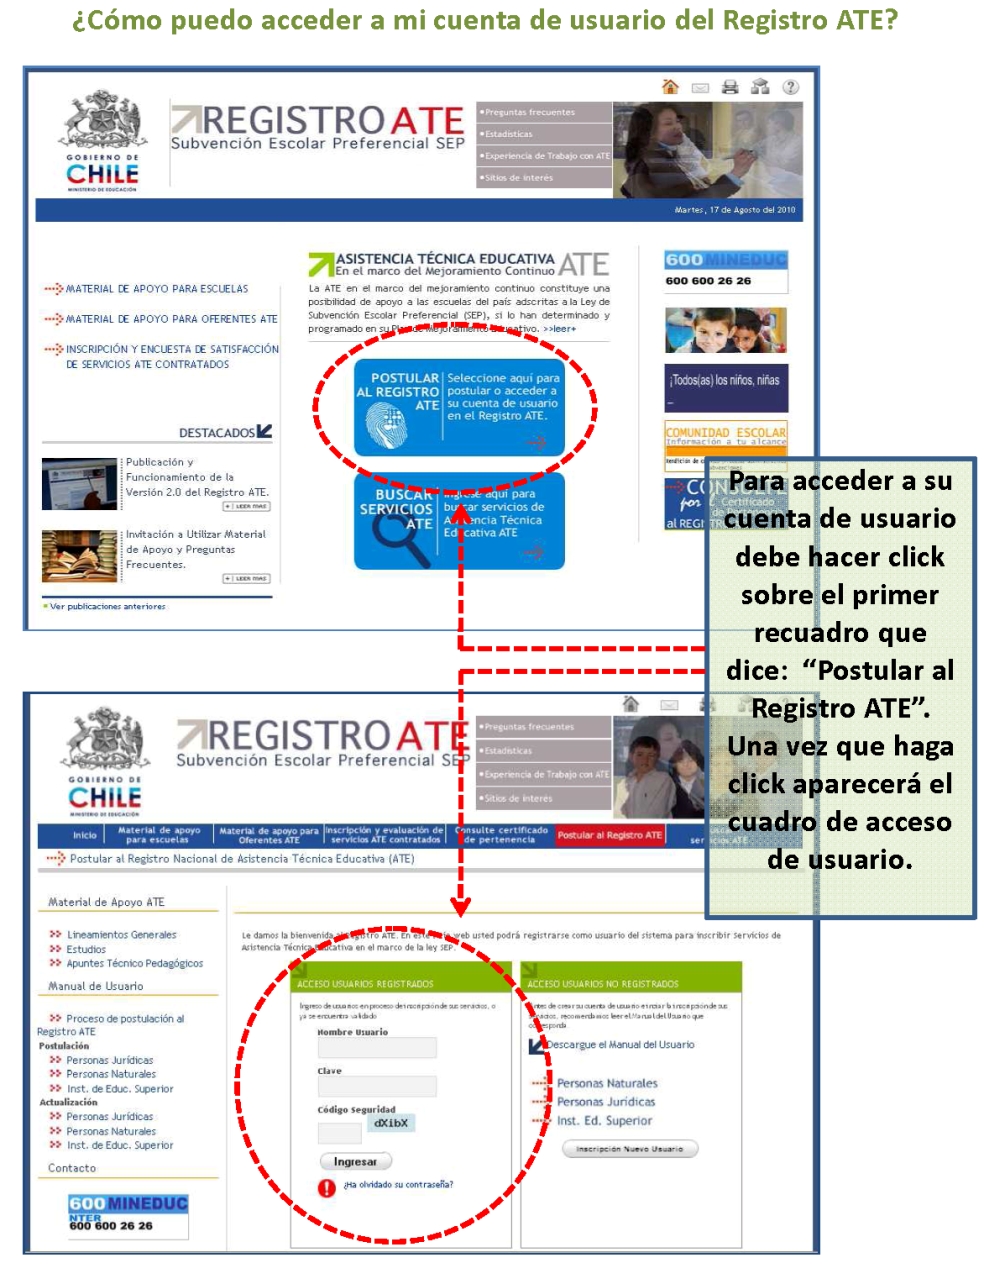 ¿Cómo puedo acceder a mi cuenta de usuario del Registro ATE?
GOBIERNO DE
CHILE
MINISTERIO DE EDUCACIÓN
REGISTRO ATE
Subvención Escolar Preferencial SEP
Preguntas frecuentes
Estadísticas
Experiencia de Trabajo con ATE
Sitios de interés
Martes, 17 de Agosto del 2010
MATERIAL DE APOYO PARA ESCUELAS
MATERIAL DE APOYO PARA OFERENTES ATE
INSCRIPCIÓN Y ENCUESTA DE SATISFACCIÓN
DE SERVICIOS ATE CONTRATADOS
DESTACADOS
Publicación y
Funcionamiento de la
Versión 2.0 del Registro ATE.
+ | LEER MAS
Invitación a Utilizar Material
de Apoyo y Preguntas
Frecuentes.
+ | LEER MAS
Ver publicaciones anteriores
ASISTENCIA TÉCNICA EDUCATIVA ATE
En el marco del Mejoramiento Continuo
La ATE en el marco del mejoramiento continuo constituye una
posibilidad de apoyo a las escuelas del país adscritas a la Ley de
Subvención Escolar Preferencial (SEP), si lo han determinado y
programado en su Plan de Mejoramiento Educativo. >>leer+
POSTULAR
AL REGISTRO
ATE
Seleccione aquí para
postular o acceder a
su cuenta de usuario
en el Registro ATE.
BUSCAR
SERVICIOS
ATE
Ingrese aquí para
buscar servicios de
Asistencia Técnica
Educativa ATE
600 MINEDUC
600 600 26 26
¡Todos(as) los niños, niñas
COMUNIDAD ESCOLAR
Información a tu alcance
CONSULTE
por Certificado
de Pertenencia
al REGISTRO
Para acceder a su
cuenta de usuario
debe hacer click
sobre el primer
recuadro que
dice: “Postular al
Registro ATE”.
Una vez que haga
click aparecerá el
cuadro de acceso
de usuario.
GOBIERNO DE
CHILE
MINISTERIO DE EDUCACIÓN
REGISTRO ATE
Subvención Escolar Preferencial SEP
Preguntas frecuentes
Estadísticas
Experiencia de Trabajo con ATE
Sitios de interés
Inicio
Material de apoyo
para escuelas
Material de apoyo para
Oferentes ATE
Inscripción y evaluación de
servicios ATE contratados
Consulte certificado
de pertenencia
Postular al Registro ATE
Postular al Registro Nacional de Asistencia Técnica Educativa (ATE)
Material de Apoyo ATE
Lineamientos Generales
Estudios
Apuntes Técnico Pedagógicos
Manual de Usuario
Proceso de postulación al
Registro ATE
Postulación
Personas Jurídicas
Personas Naturales
Inst. de Educ. Superior
Actualización
Personas Jurídicas
Personas Naturales
Inst. de Educ. Superior
Contacto
600 MINEDUC
NTER
600 600 26 26
Le damos la bienvenida al Registro ATE. En este sitio web usted podrá registrarse como usuario del sistema para inscribir Servicios de
Asistencia Técnica Educativa en el marco de la ley SEP.
ACCESO USUARIOS REGISTRADOS
Ingreso de usuarios en proceso de inscripción de sus servicios, o
ya se encuentra validado
Nombre Usuario
Clave
Código Seguridad
dXibX
Ingresar
¿Ha olvidado su contraseña?
ACCESO USUARIOS NO REGISTRADOS
Antes de crear su cuenta de usuario e iniciar la inscripción de sus
servicios, recomendamos leer el Manual del Usuario que
corresponda
Descargue el Manual del Usuario
Personas Naturales
Personas Jurídicas
Inst. Ed. Superior
Inscripción Nuevo Usuario